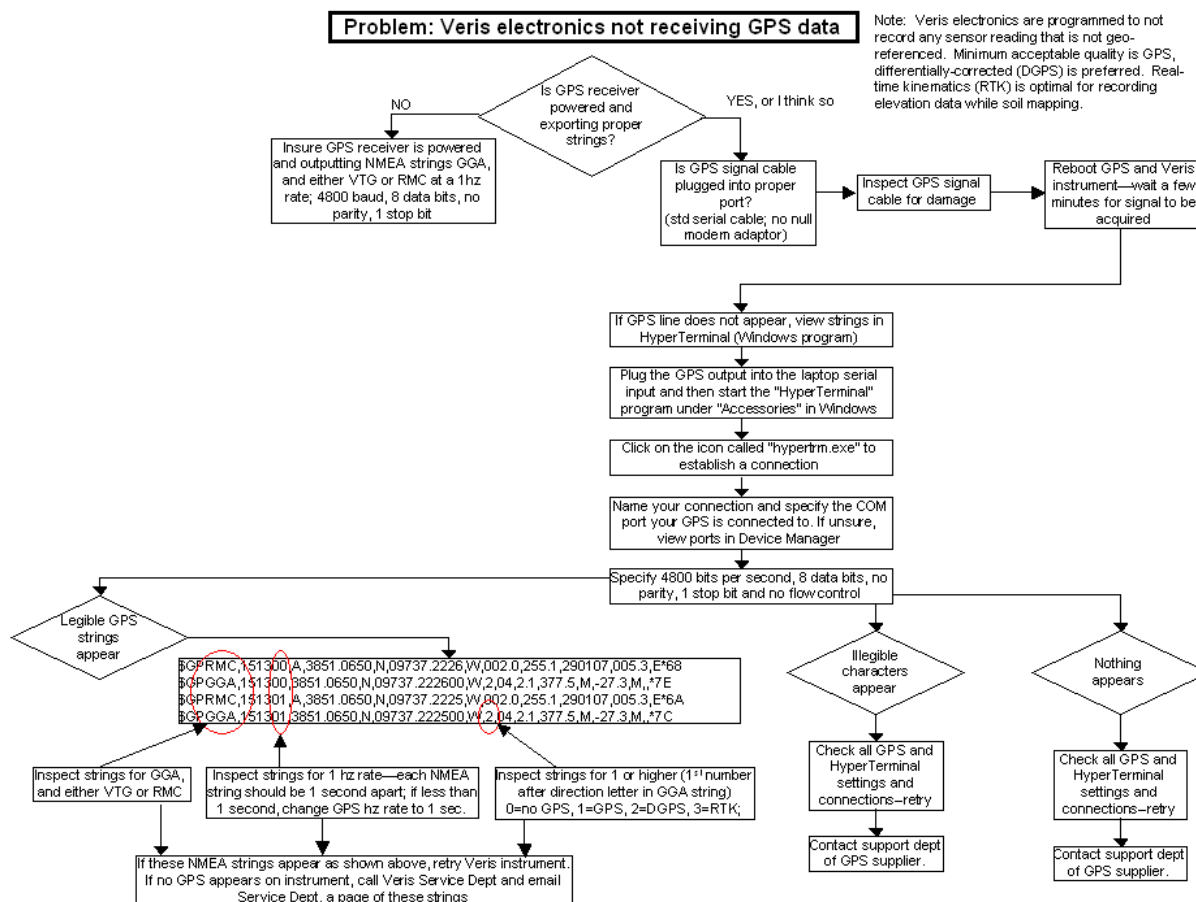 Problem: Veris electronics not receiving GPS data
Note: Veris electronics are programmed to not
record any sensor reading that is not geo-
referenced. Minimum acceptable quality is GPS,
differentially-corrected (DGPS) is preferred. Real-
time kinematics (RTK) is optimal for recording
elevation data while soil mapping.
Is GPS receiver
powered and
exporting proper
strings?
NO
YES, or I think so
Insure GPS receiver is powered
and outputting NMEA strings GGA,
and either VTG or RMC at a 1hz
rate; 4800 baud, 8 data bits, no
parity, 1 stop bit
Is GPS signal cable
plugged into proper
port?
(std serial cable; no null
modem adaptor)
Inspect GPS signal
cable for damage
Reboot GPS and Veris
instrument—wait a few
minutes for signal to be
acquired
If GPS line does not appear, view strings in
HyperTerminal (Windows program)
Plug the GPS output into the laptop serial
input and then start the "HyperTerminal"
program under "Accessories" in Windows
Click on the icon called "hypertrm.exe" to
establish a connection
Name your connection and specify the COM
port your GPS is connected to. If unsure,
view ports in Device Manager
Specify 4800 bits per second, 8 data bits, no
parity, 1 stop bit and no flow control
Legible GPS
strings
appear
$GPRMC,151300,A,3851.0650,N,09737.2226,W,002.0,255.1,290107,005.3,E*68
$GPGGA,151300,3851.0650,N,09737.222600,W,2,04,2.1,377.5,M,-27.3,M,,*7E
$GPRMC,151301,A,3851.0650,N,09737.2225,W,002.0,255.1,290107,005.3,E*6A
$GPGGA,151301,3851.0650,N,09737.222500,W,2,04,2.1,377.5,M,-27.3,M,,*7C
Illegible
characters
appear
Nothing
appears
Inspect strings for GGA,
and either VTG or RMC
Inspect strings for 1 hz rate—each NMEA
string should be 1 second apart; if less than
1 second, change GPS hz rate to 1 sec.
Inspect strings for 1 or higher (1st number
after direction letter in GGA string)
0=no GPS, 1=GPS, 2=DGPS, 3=RTK;
Check all GPS and
HyperTerminal
settings and
connections–retry
Check all GPS and
HyperTerminal
settings and
connections–retry
Contact support dept
of GPS supplier.
Contact support dept
of GPS supplier.
If these NMEA strings appear as shown above, retry Veris instrument.
If no GPS appears on instrument, call Veris Service Dept and email
Service Dept. a page of these strings